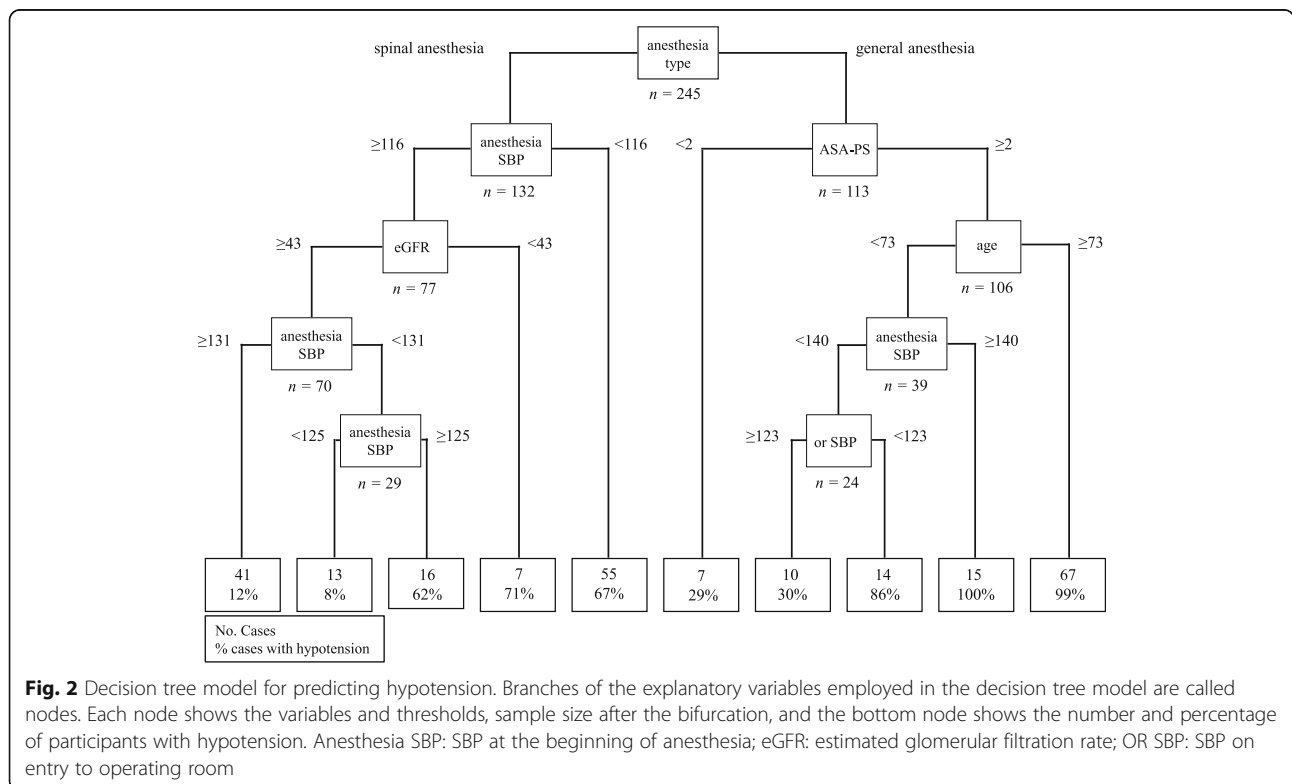 spinal anesthesia
anesthesia
type
general anesthesia
n = 245
≥116
anesthesia
SBP
<116
n = 132
<2
ASA-PS
≥2
n = 113
≥43
eGFR
<43
n = 77
<73
age
≥73
n = 106
≥131
anesthesia
SBP
<131
n = 70
<140
anesthesia
SBP
≥140
n = 39
<125
anesthesia
SBP
≥125
n = 29
≥123
or SBP
<123
n = 24
41
12%
13
8%
16
62%
7
71%
55
67%
7
29%
10
30%
14
86%
15
100%
67
99%
No. Cases
% cases with hypotension
Fig. 2 Decision tree model for predicting hypotension. Branches of the explanatory variables employed in the decision tree model are called
nodes. Each node shows the variables and thresholds, sample size after the bifurcation, and the bottom node shows the number and percentage
of participants with hypotension. Anesthesia SBP: SBP at the beginning of anesthesia; eGFR: estimated glomerular filtration rate; OR SBP: SBP on
entry to operating room